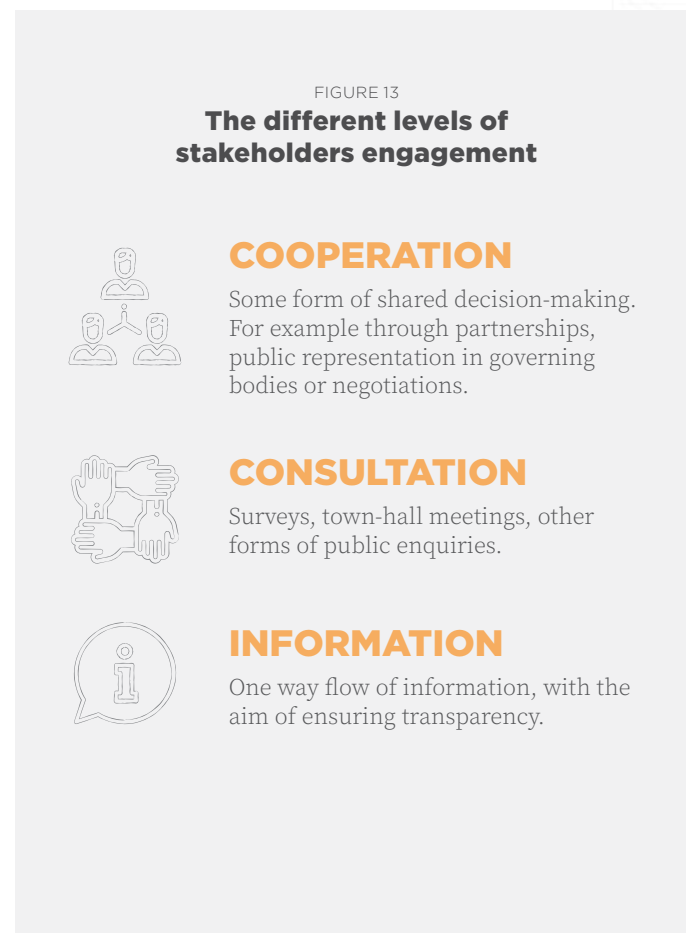 FIGURE 13
The different levels of
stakeholders engagement
COOPERATION
Some form of shared decision-making.
For example through partnerships,
public representation in governing
bodies or negotiations.
CONSULTATION
Surveys, town-hall meetings, other
forms of public enquiries.
INFORMATION
One way flow of information, with the
aim of ensuring transparency.